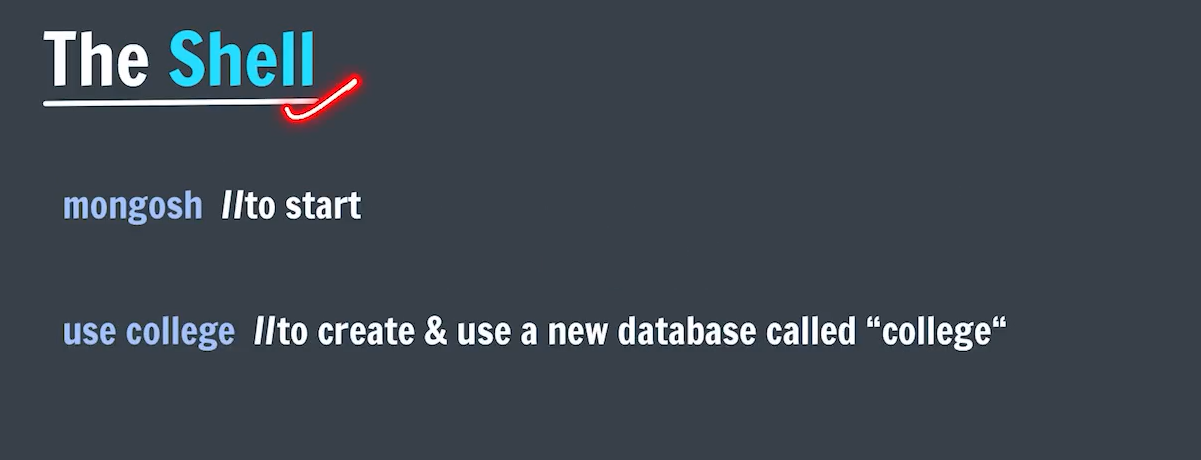 The Shell
mongosh //to start
use college //to create & use a new database called “college“